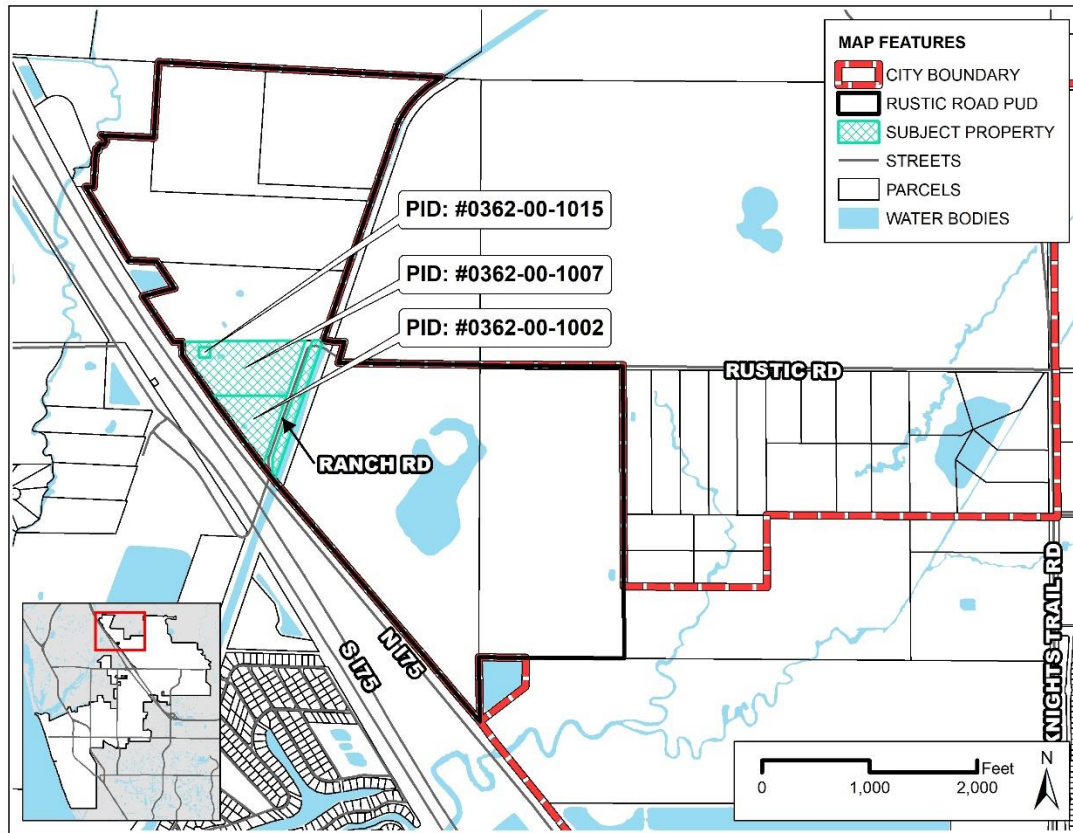 MAP FEATURES
CITY BOUNDARY
RUSTIC ROAD PUD
SUBJECT PROPERTY
STREETS
PARCELS
WATER BODIES
PID: #0362-00-1015
PID: #0362-00-1007
PID: #0362-00-1002
RUSTIC RD
RANCH RD
N I75
S I75
KNIGHTS TRAIL RD
N
Feet
0 1,000 2,000